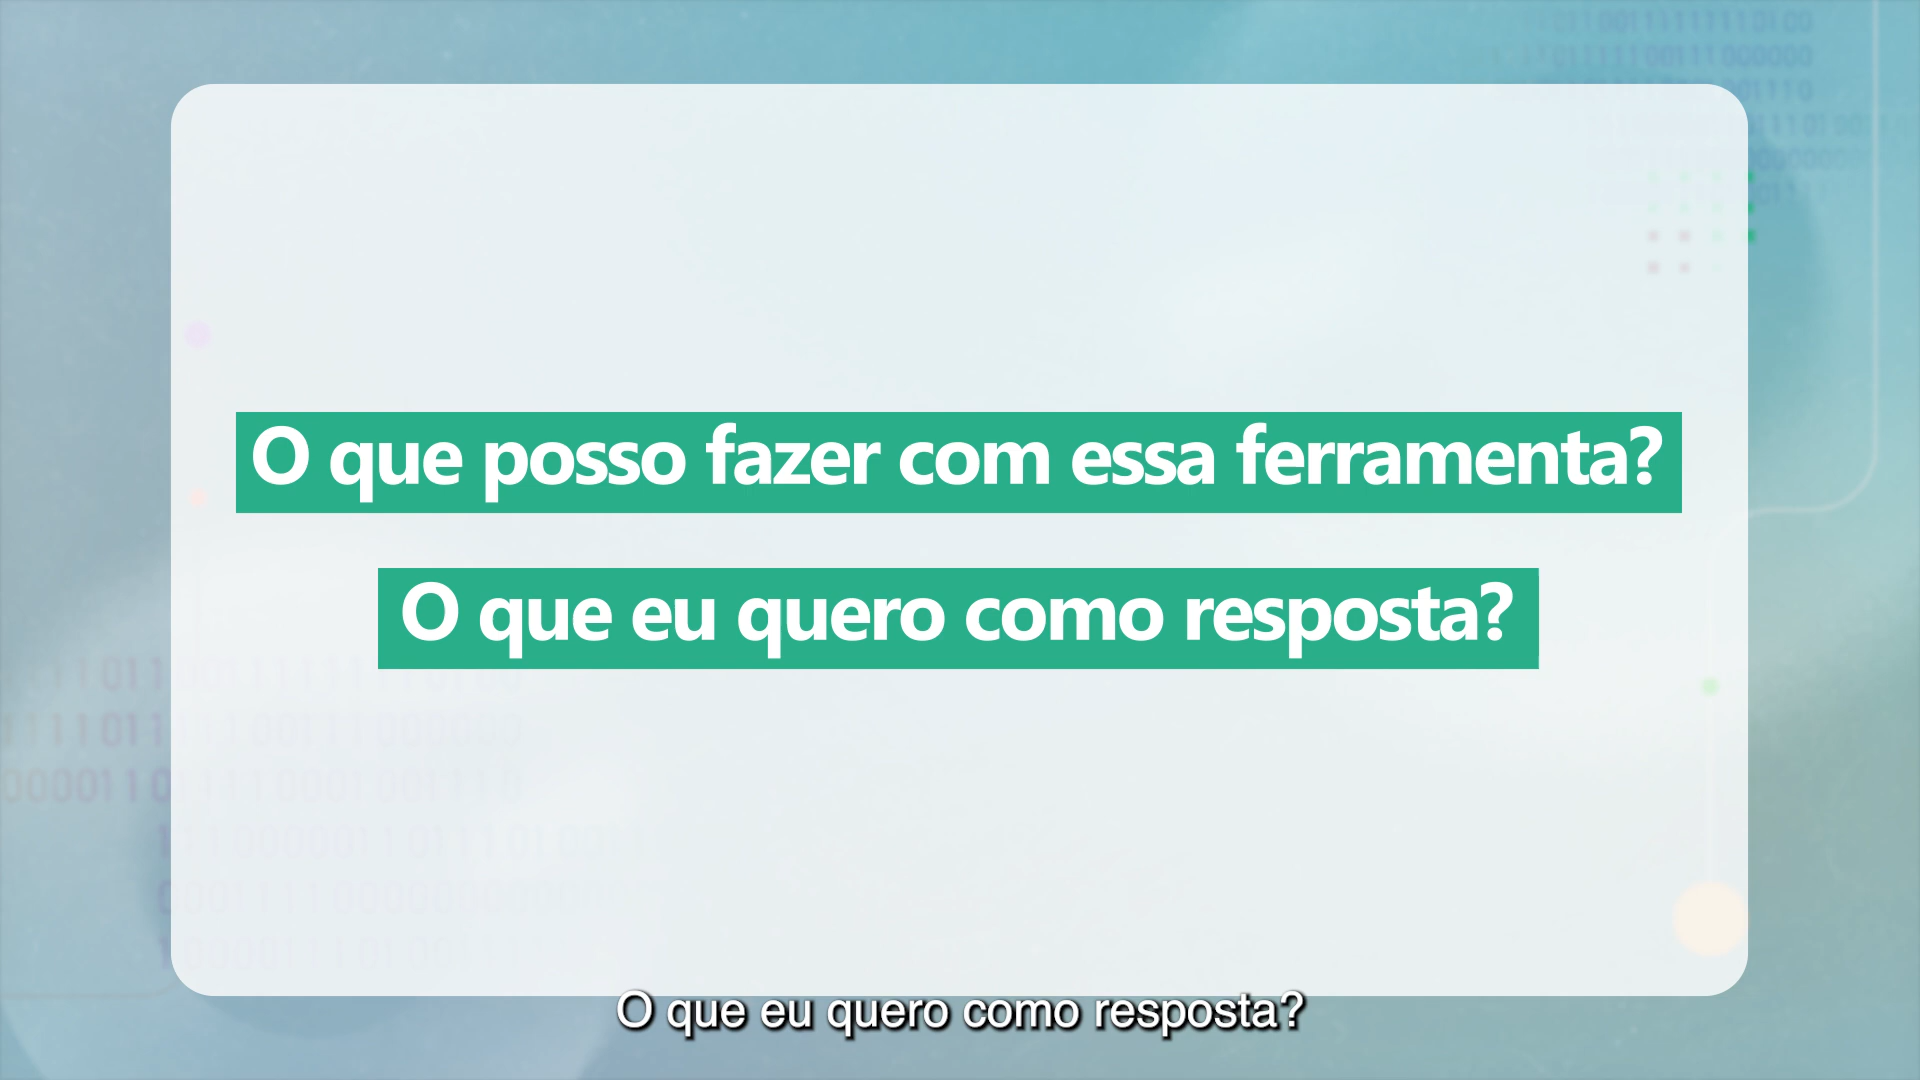 O que posso fazer com essa ferramenta?
O que eu quero como resposta?
O que eu quero como resposta?